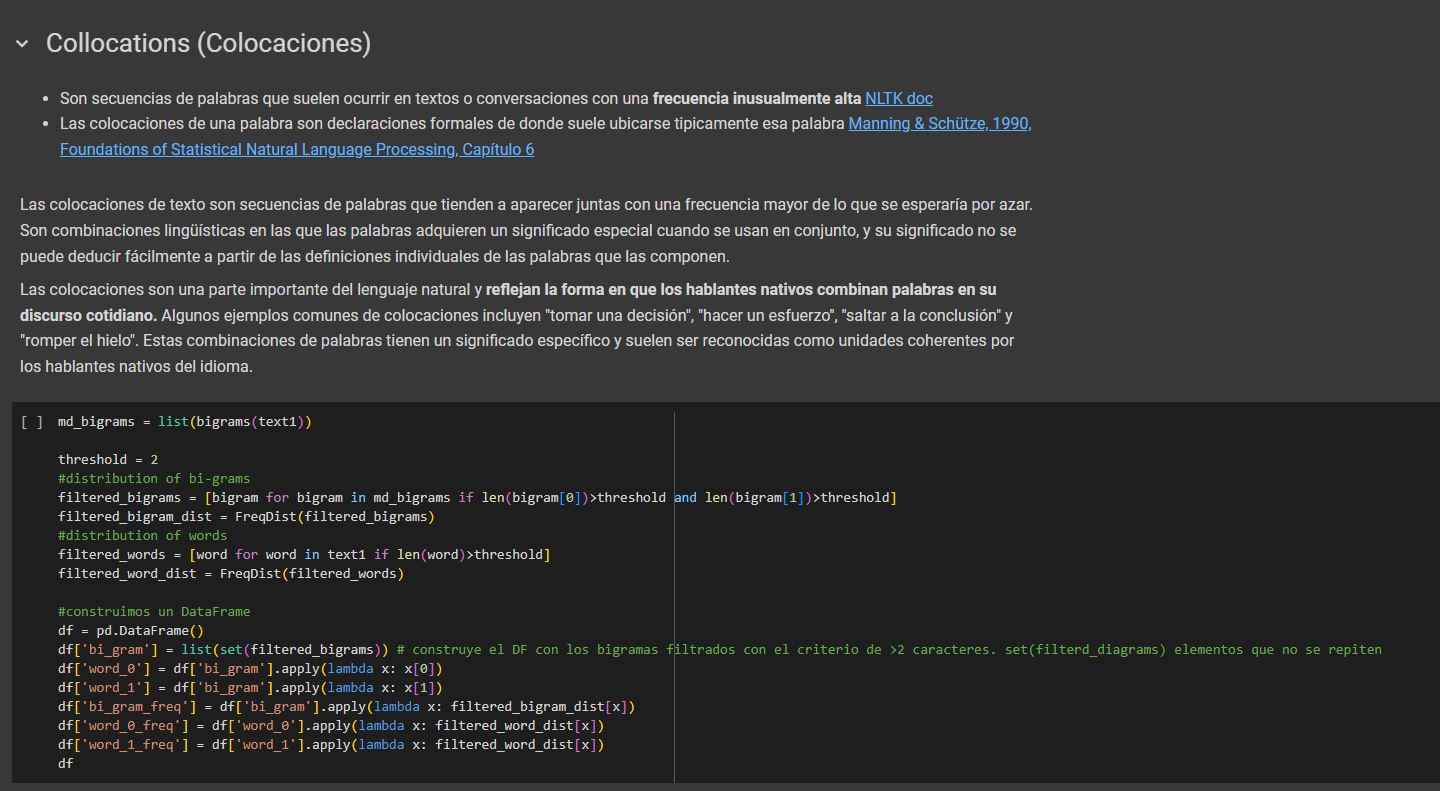 Collocations (Colocaciones)
Son secuencias de palabras que suelen ocurrir en textos o conversaciones con una frecuencia inusualmente alta NLTK doc
Las colocaciones de una palabra son declaraciones formales de donde suele ubicarse tipicamente esa palabra Manning & Schütze, 1990,
Foundations of Statistical Natural Language Processing, Capítulo 6
Las colocaciones de texto son secuencias de palabras que tienden a aparecer juntas con una frecuencia mayor de lo que se esperaría por azar.
Son combinaciones lingüísticas en las que las palabras adquieren un significado especial cuando se usan en conjunto, y su significado no se
puede deducir fácilmente a partir de las definiciones individuales de las palabras que las componen.
Las colocaciones son una parte importante del lenguaje natural y reflejan la forma en que los hablantes nativos combinan palabras en su
discurso cotidiano. Algunos ejemplos comunes de colocaciones incluyen "tomar una decisión", "hacer un esfuerzo", "saltar a la conclusión" y
"romper el hielo". Estas combinaciones de palabras tienen un significado específico y suelen ser reconocidas como unidades coherentes por
los hablantes nativos del idioma.
[ ] md_bigrams = list(bigrams(text1))
threshold = 2
#distribution of bi-grams
filtered_bigrams = [bigram for bigram in md_bigrams if len(bigram[0])>threshold and len(bigram[1])>threshold]
filtered_bigram_dist = FreqDist(filtered_bigrams)
#distribution of words
filtered_words = [word for word in text1 if len(word)>threshold]
filtered_word_dist = FreqDist(filtered_words)
#construimos un DataFrame
df = pd.DataFrame()
df['bi_gram'] = list(set(filtered_bigrams)) # construye el DF con los bigramas filtrados con el criterio de >2 caracteres. set(filterd_diagrams) elementos que no se repiten
df['word_0'] = df['bi_gram'].apply(lambda x: x[0])
df['word_1'] = df['bi_gram'].apply(lambda x: x[1])
df['bi_gram_freq'] = df['bi_gram'].apply(lambda x: filtered_bigram_dist[x])
df['word_0_freq'] = df['word_0'].apply(lambda x: filtered_word_dist[x])
df['word_1_freq'] = df['word_1'].apply(lambda x: filtered_word_dist[x])
df